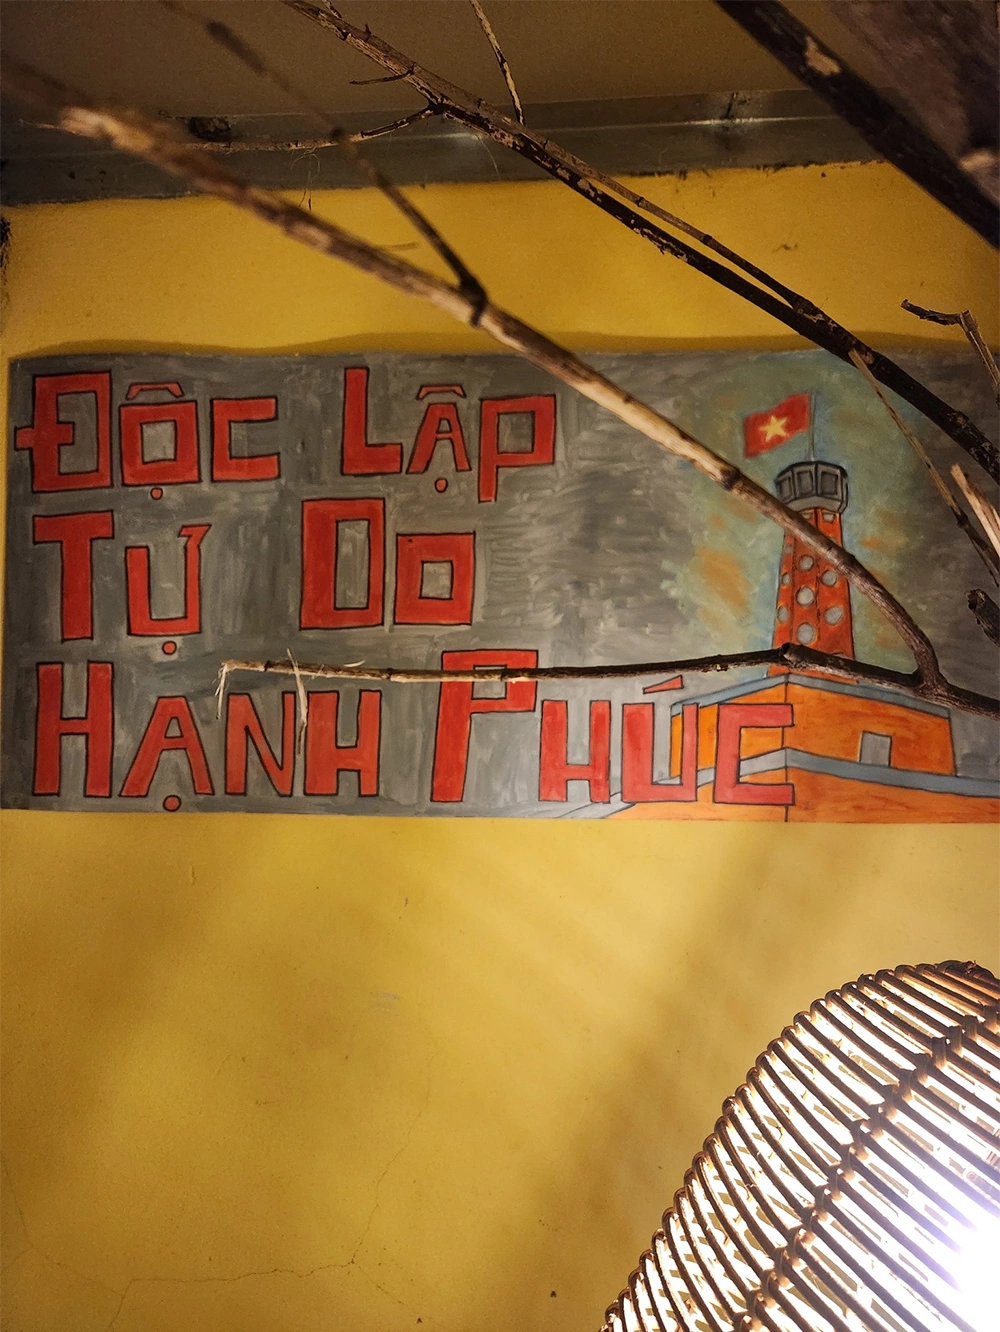 Độc Lập
Tự Do
Hạnh Phúc